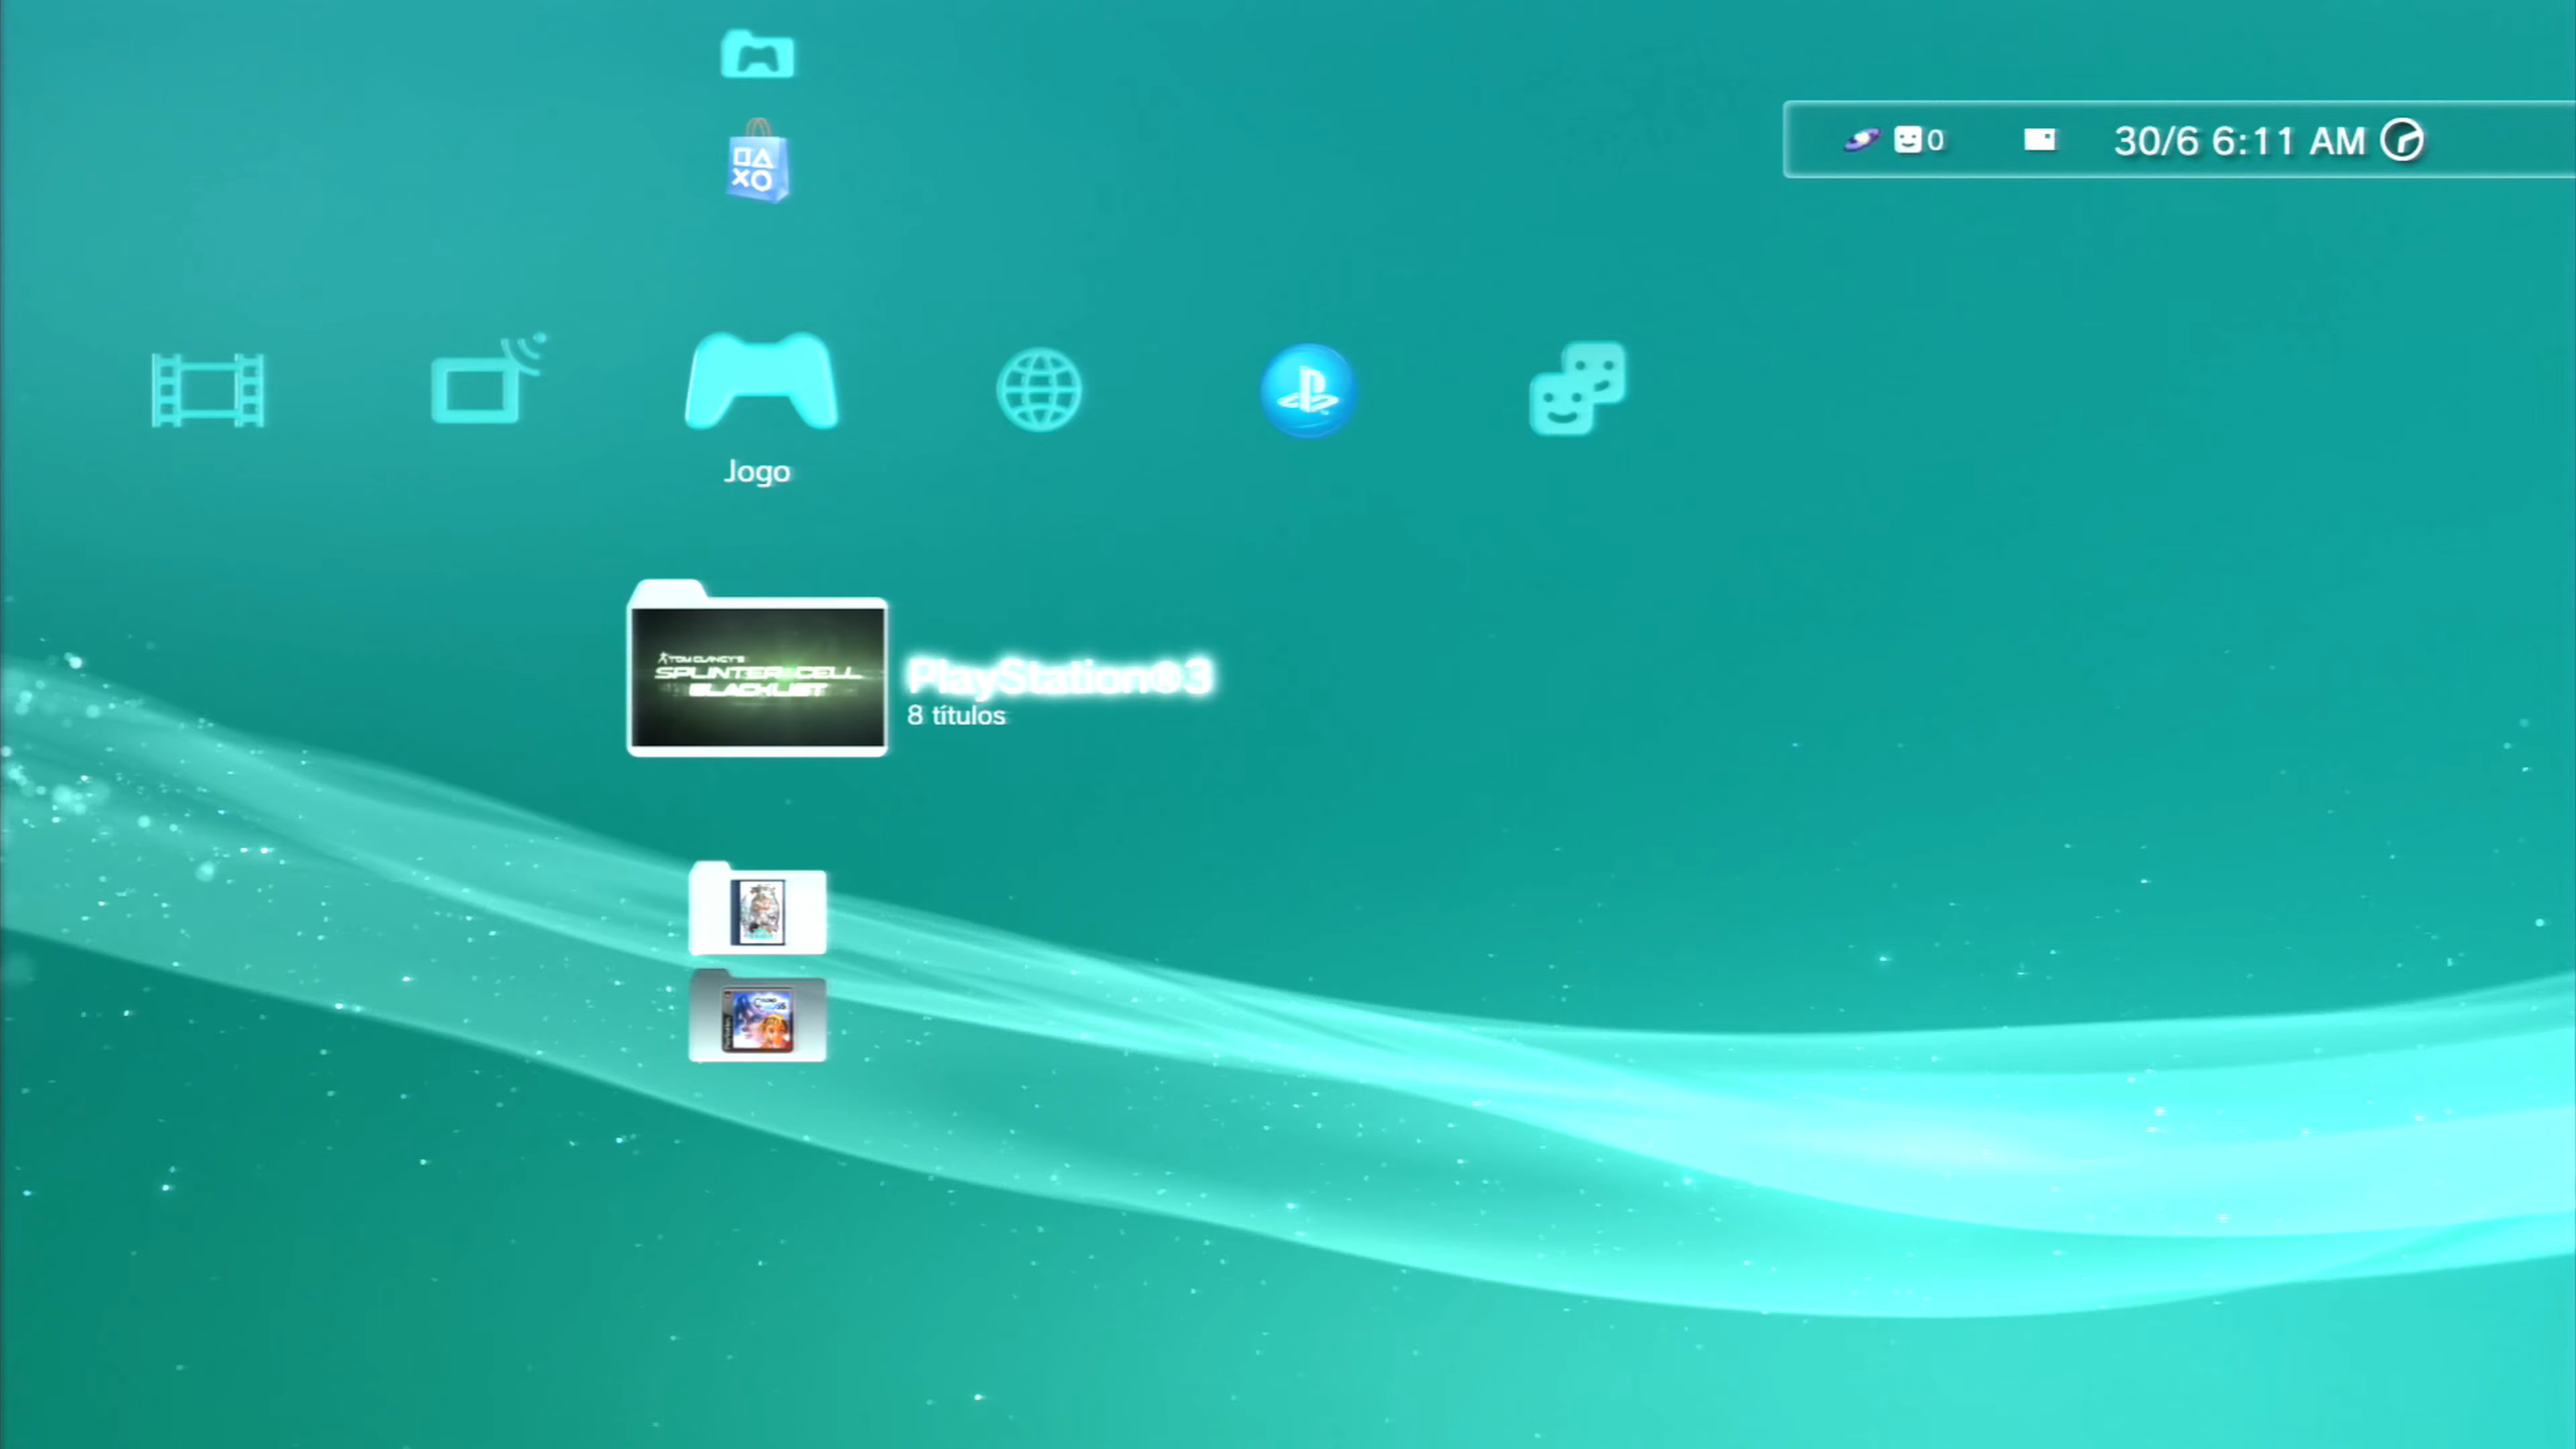 0
30/6 6:11 AM
Jogo
TOM CLANCY'S
SPLINTER CELL
BLACKLIST
PlayStation®3
8 títulos